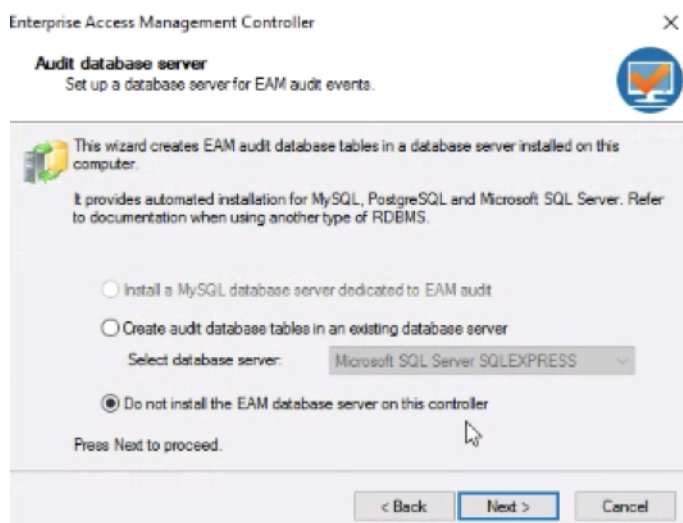 Enterprise Access Management Controller
Audit database server
Set up a database server for EAM audit events.
This wizard creates EAM audit database tables in a database server installed on this
computer.
It provides automated installation for MySQL, PostgreSQL and Microsoft SQL Server. Refer
to documentation when using another type of RDBMS.
Install a MySQL database server dedicated to EAM audit
Create audit database tables in an existing database server
Select database server: Microsoft SQL Server SQLEXPRESS
Do not install the EAM database server on this controller
Press Next to proceed.
< Back Next > Cancel